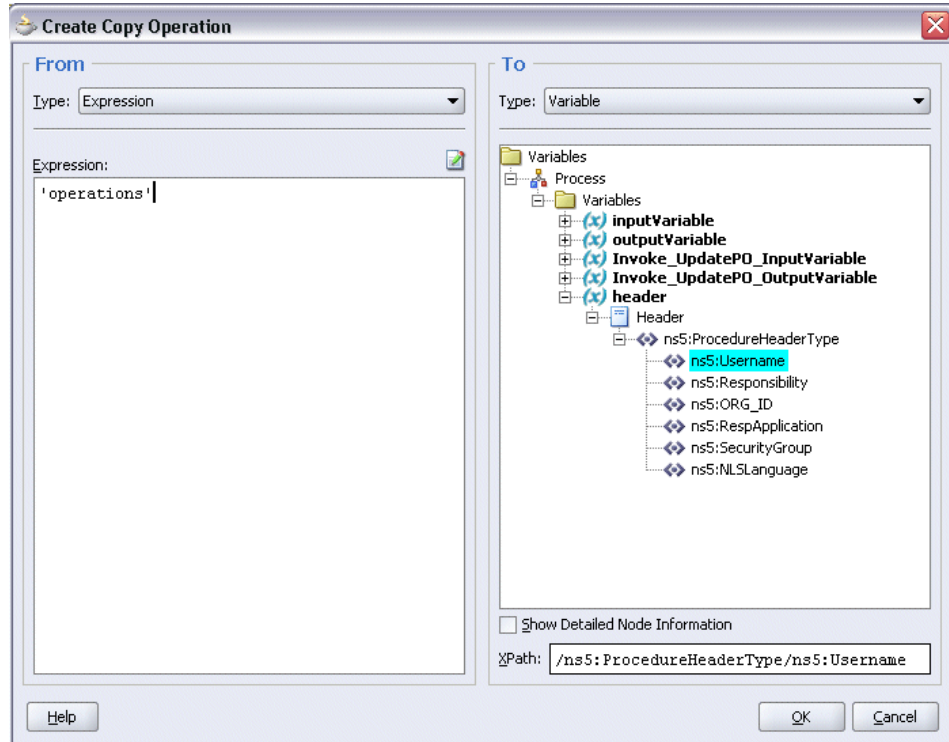 Create Copy Operation
From
Type: Expression
Expression:
'operations'
To
Type: Variable
Variables
Process
Variables
(x) inputVariable
(x) outputVariable
(x) Invoke_UpdatePO_InputVariable
(x) Invoke_UpdatePO_OutputVariable
(x) header
Header
ns5:ProcedureHeaderType
ns5:Username
ns5:Responsibility
ns5:ORG_ID
ns5:RespApplication
ns5:SecurityGroup
ns5:NLSLanguage
Show Detailed Node Information
XPath: /ns5:ProcedureHeaderType/ns5:Username
Help
OK
Cancel